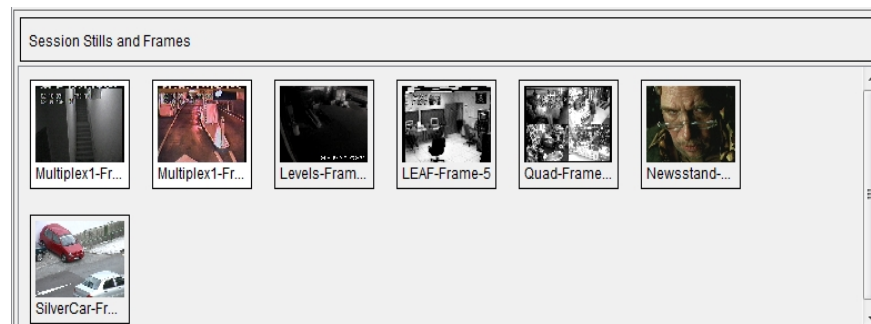 Session Stills and Frames
Multiplex1-Fr...
Multiplex1-Fr...
Levels-Fram...
LEAF-Frame-5
Quad-Frame...
Newsstand-...
SilverCar-Fr...